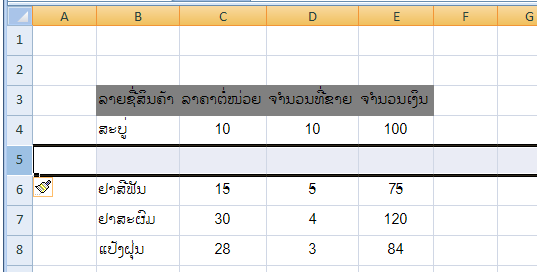 A B C D E F G
1
2
3 ລາຍຊື່ສິນຄ້າ ລາຄາຕໍ່ໜ່ວຍ ຈຳນວນທີ່ຂາຍ ຈຳນວນເງິນ
4 ສະບູ່ 10 10 100
5
6 ຢາສີຟັນ 15 5 75
7 ຢາສະຜົມ 30 4 120
8 ແປ້ງຝຸ່ນ 28 3 84